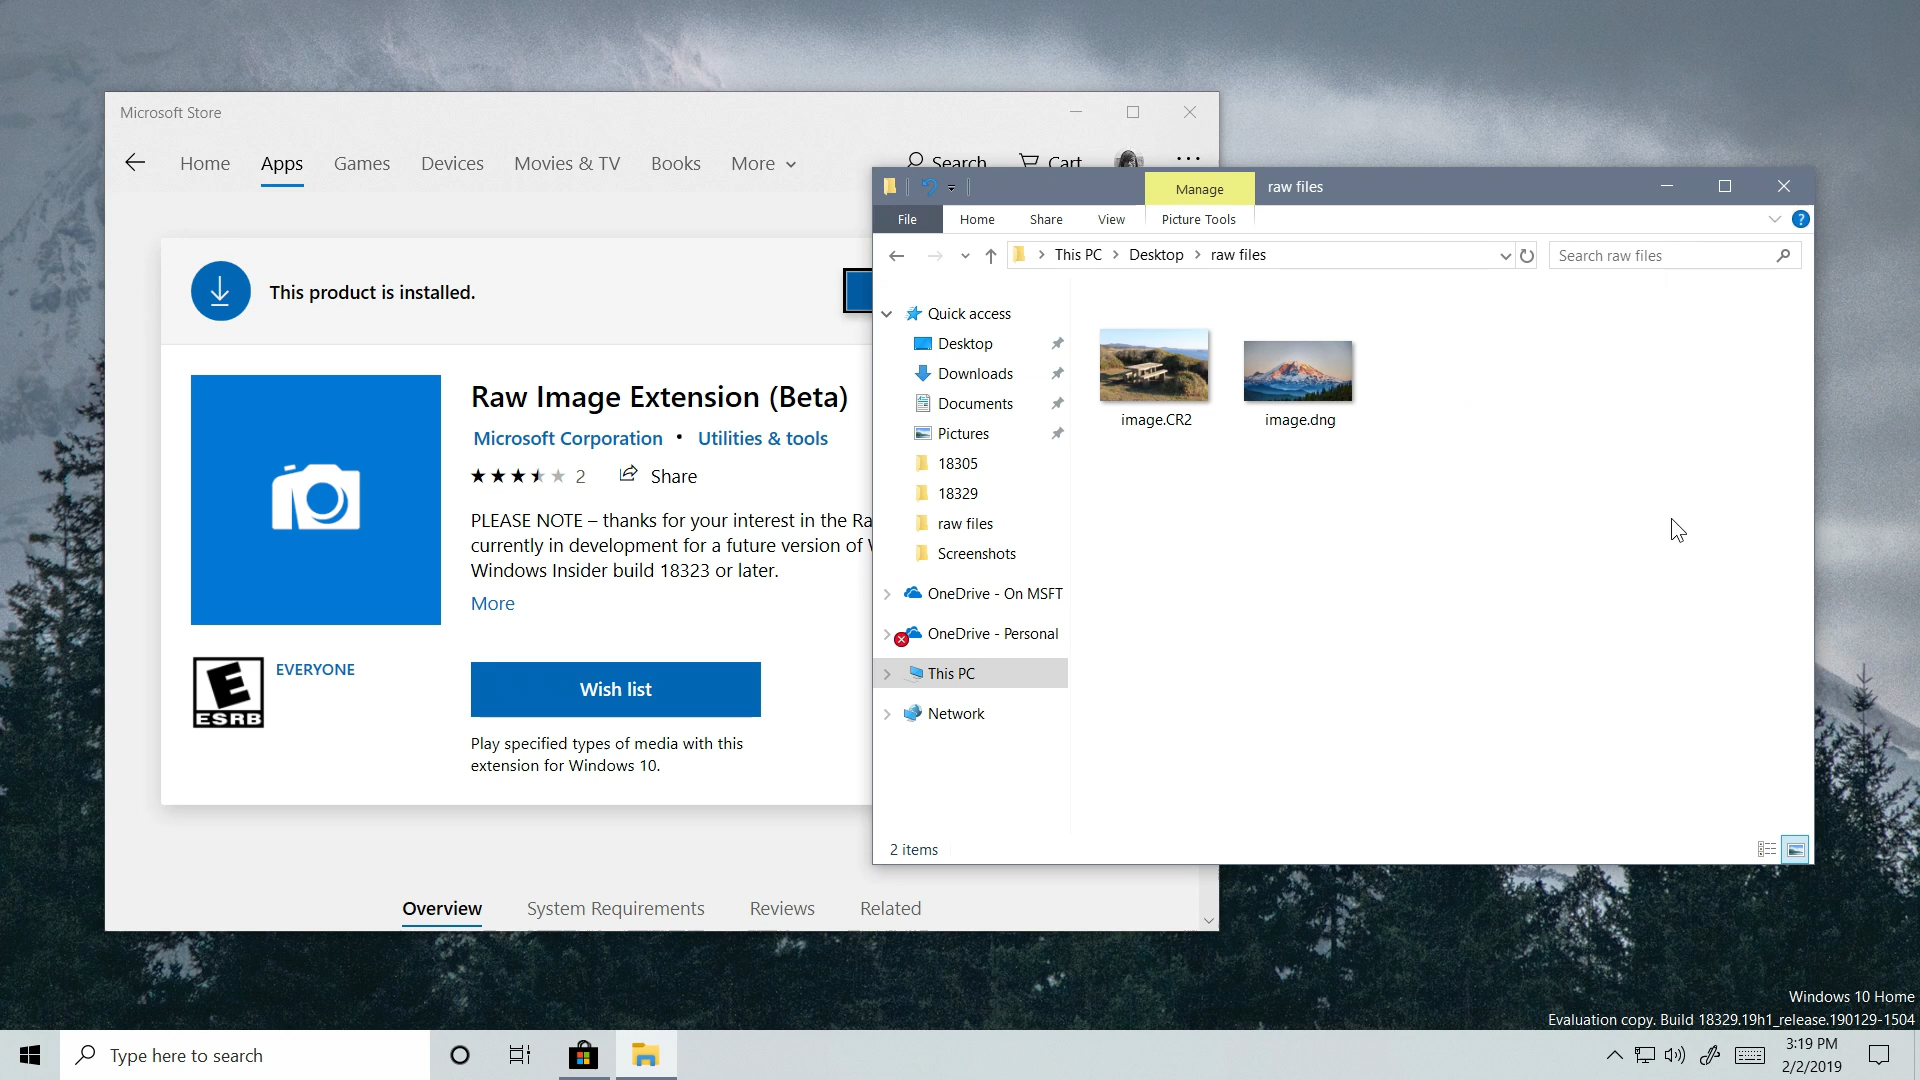 Microsoft Store
Home Apps Games Devices Movies & TV Books More
Search Cart
This product is installed.
Raw Image Extension (Beta)
Microsoft Corporation • Utilities & tools
2 Share
PLEASE NOTE – thanks for your interest in the Ra
currently in development for a future version of
Windows Insider build 18323 or later.
More
E
ESRB
EVERYONE
Wish list
Play specified types of media with this
extension for Windows 10.
Overview System Requirements Reviews Related
Manage raw files
File Home Share View Picture Tools
This PC Desktop raw files
Search raw files
Quick access
Desktop
Downloads
Documents
Pictures
18305
18329
raw files
Screenshots
OneDrive - On MSFT
OneDrive - Personal
This PC
Network
image.CR2 image.dng
2 items
Windows 10 Home
Evaluation copy. Build 18329.19h1_release.190129-1504
Type here to search
3:19 PM
2/2/2019